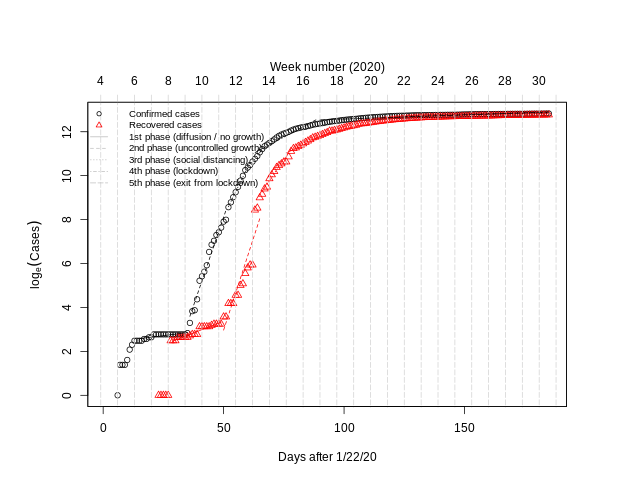 Week number (2020)
4 6 8 10 12 14 16 18 20 22 24 26 28 30
Confirmed cases
Recovered cases
1st phase (diffusion / no growth)
2nd phase (uncontrolled growth)
3rd phase (social distancing)
4th phase (lockdown)
5th phase (exit from lockdown)
logₑ(Cases)
12
10
8
6
4
2
0
0 50 100 150
Days after 1/22/20